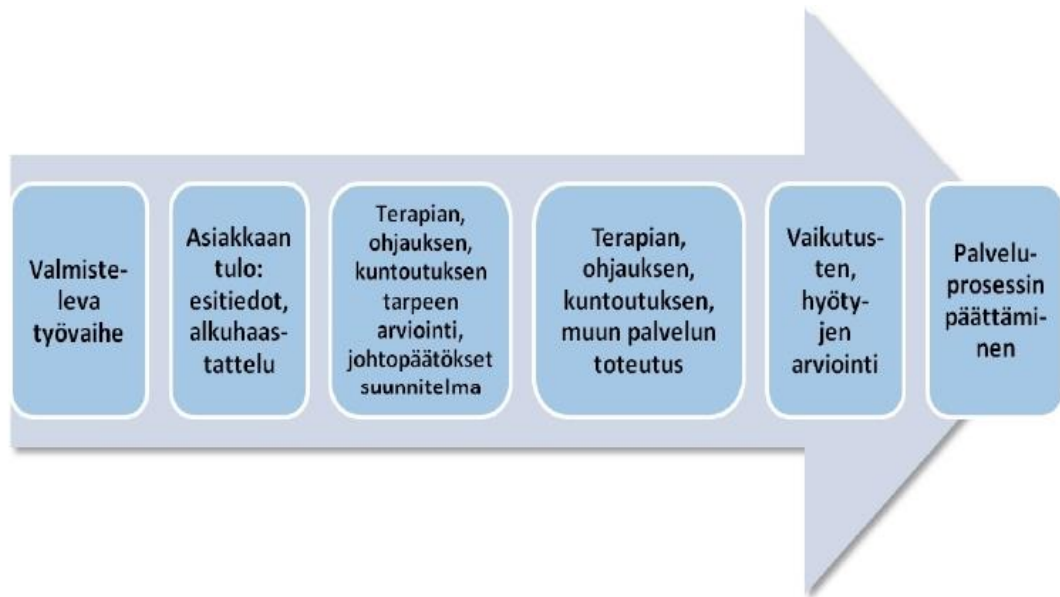 Valmiste-
leva
työvaihe
Asiakkaan
tulo:
esitiedot,
alkuhaas-
tattelu
Terapian,
ohjauksen,
kuntoutuksen
tarpeen
arviointi,
johtopäätökset
suunnitelma
Terapian,
ohjauksen,
kuntoutuksen,
muun palvelun
toteutus
Vaikutus-
ten,
hyöty-
jen
arviointi
Palvelu-
prosessin
päättämi-
nen